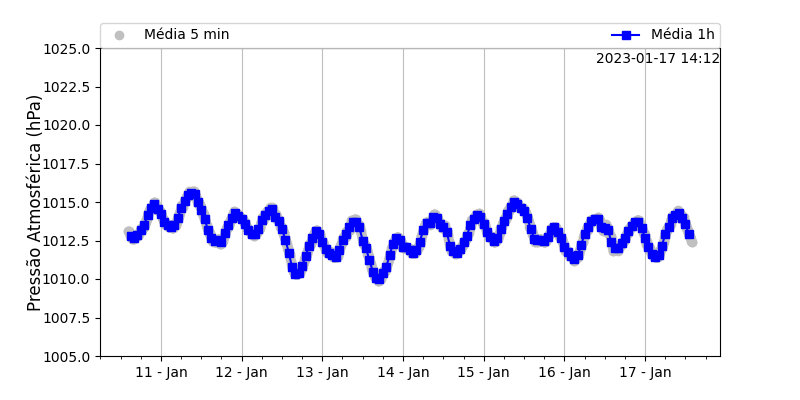 Média 5 min
Média 1h
2023-01-17 14:12
Pressão Atmosférica (hPa)
1025.0
1022.5
1020.0
1017.5
1015.0
1012.5
1010.0
1007.5
1005.0
11 - Jan
12 - Jan
13 - Jan
14 - Jan
15 - Jan
16 - Jan
17 - Jan